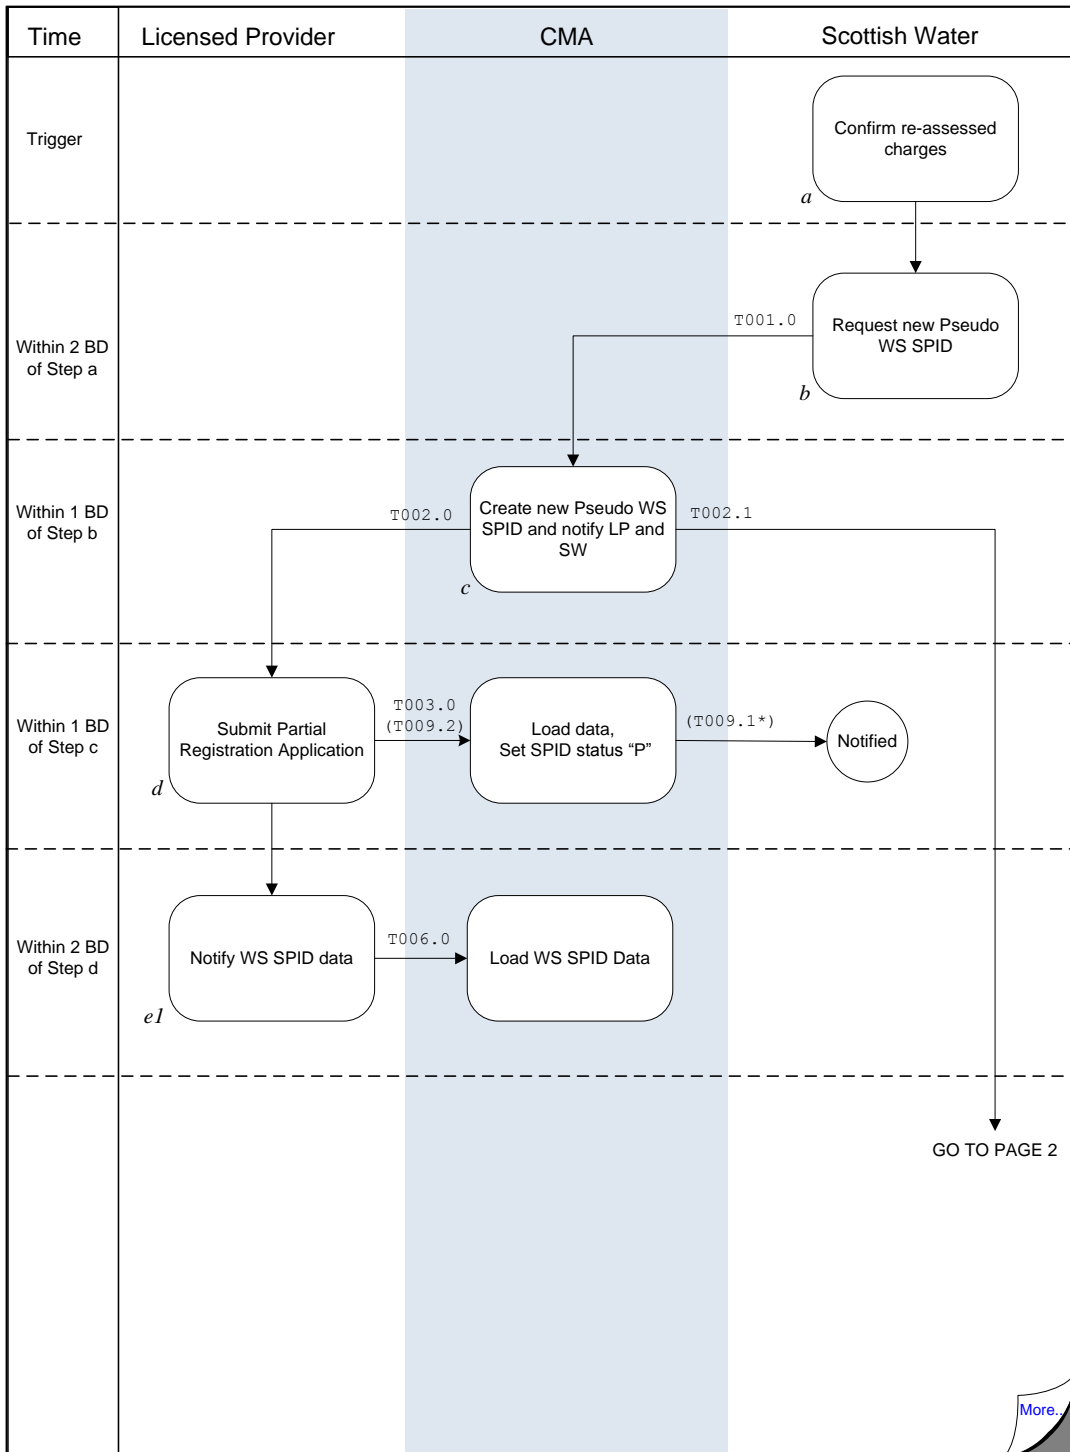 Time
Licensed Provider
CMA
Scottish Water
Trigger
Confirm re-assessed
charges
a
Within 2 BD
of Step a
T001.0
Request new Pseudo
WS SPID
b
Within 1 BD
of Step b
T002.0
Create new Pseudo WS
SPID and notify LP and
SW
T002.1
c
Within 1 BD
of Step c
Submit Partial
Registration Application
T003.0
(T009.2)
Load data,
Set SPID status “P”
(T009.1*)
Notified
d
Within 2 BD
of Step d
Notify WS SPID data
T006.0
Load WS SPID Data
e1
GO TO PAGE 2
More..